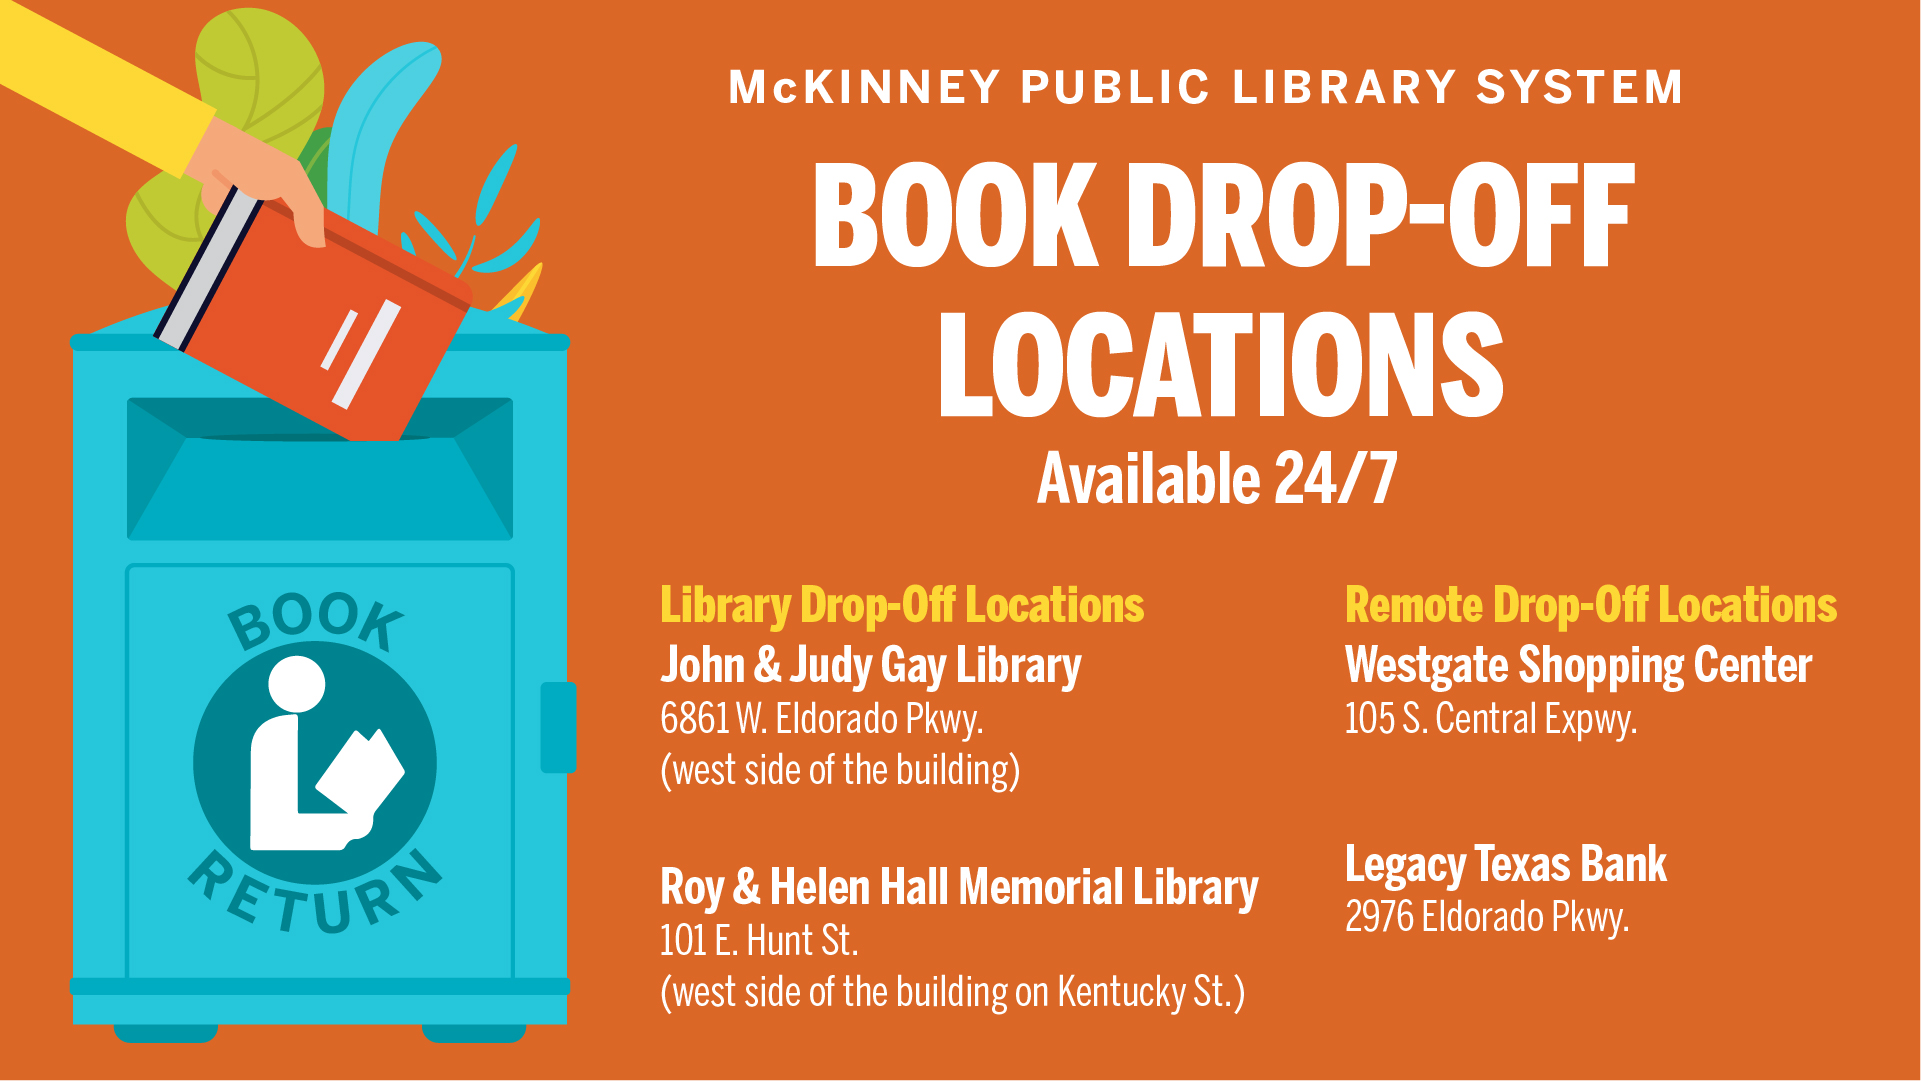 McKINNEY PUBLIC LIBRARY SYSTEM
BOOK DROP-OFF
LOCATIONS
Available 24/7
Library Drop-Off Locations
John & Judy Gay Library
6861 W. Eldorado Pkwy.
(west side of the building)
Roy & Helen Hall Memorial Library
101 E. Hunt St.
(west side of the building on Kentucky St.)
Remote Drop-Off Locations
Westgate Shopping Center
105 S. Central Expwy.
Legacy Texas Bank
2976 Eldorado Pkwy.
BOOK
RETURN